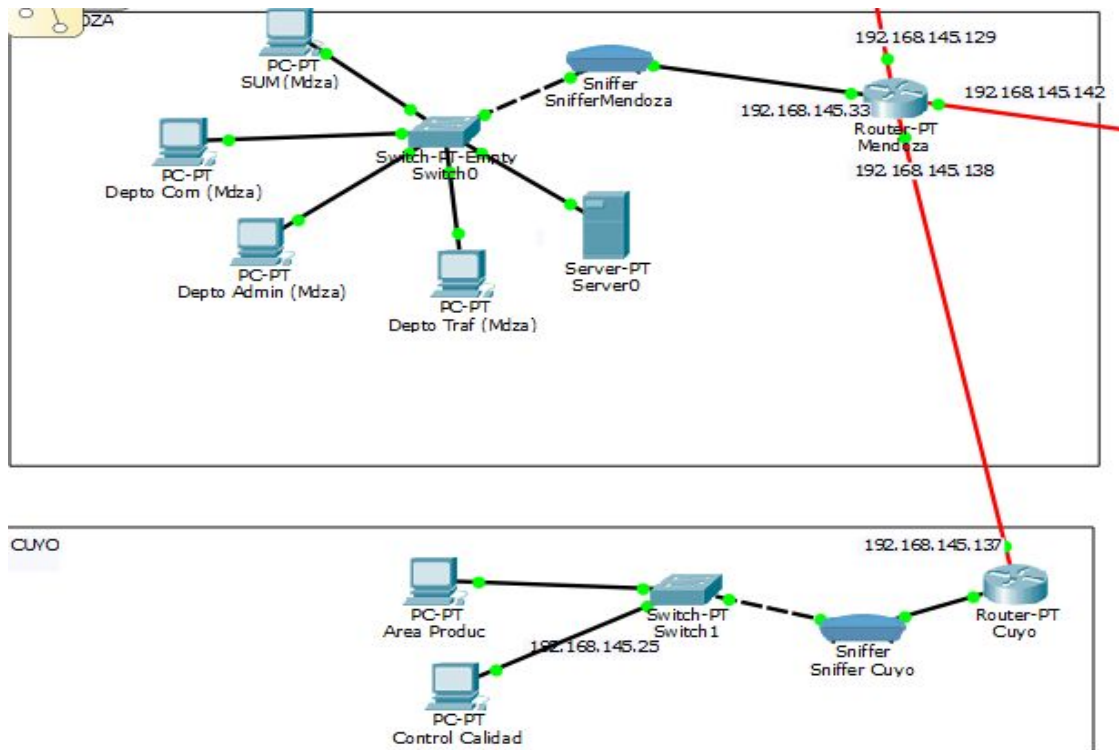 DZA
192.168.145.129
PC-PT
SUM (Mdza)
Sniffer
SnifferMendoza
192.168.145.142
192.168.145.33
Router-PT
Mendoza
Switch-PT-Empty
Switch0
192.168.145.138
PC-PT
Depto Com (Mdza)
PC-PT
Depto Admin (Mdza)
Server-PT
Server0
PC-PT
Depto Traf (Mdza)
CUYO
192.168.145.137
PC-PT
Area Produc
Switch-PT
Switch1
Router-PT
Cuyo
192.168.145.25
Sniffer
Sniffer Cuyo
PC-PT
Control Calidad